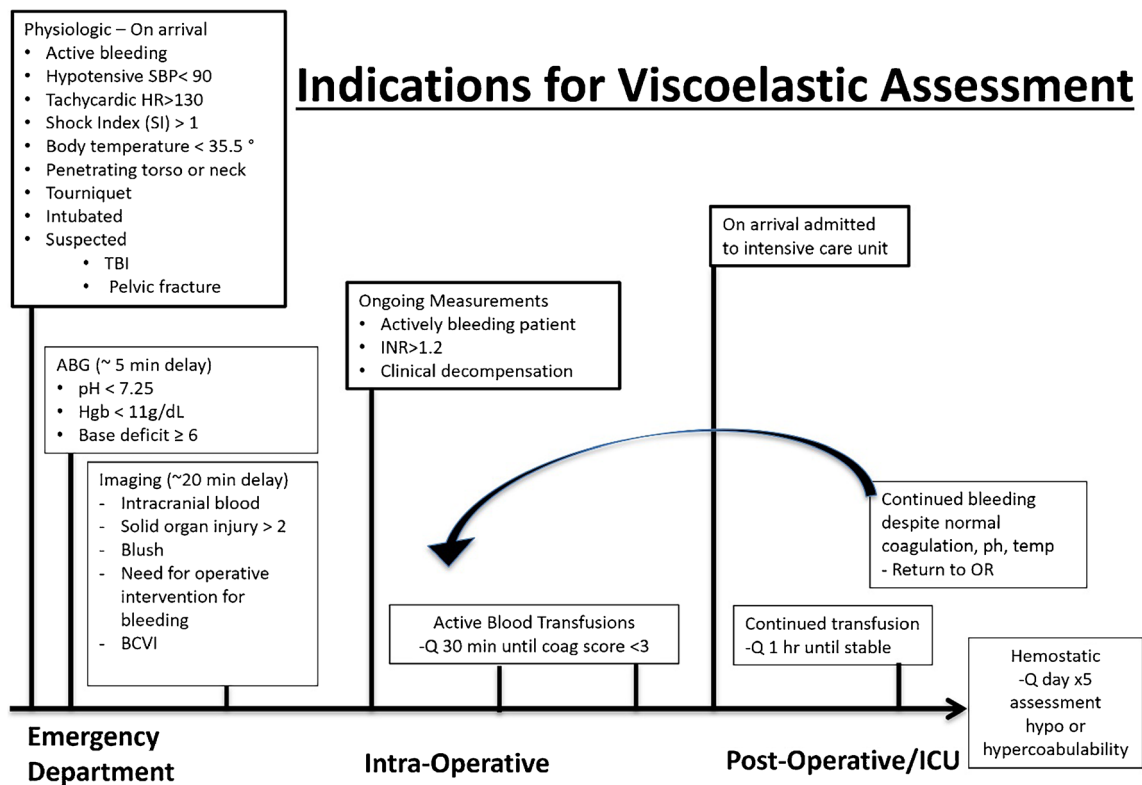 Indications for Viscoelastic Assessment
Physiologic – On arrival
• Active bleeding
• Hypotensive SBP< 90
• Tachycardic HR>130
• Shock Index (SI) > 1
• Body temperature < 35.5 °
• Penetrating torso or neck
• Tourniquet
• Intubated
• Suspected
• TBI
• Pelvic fracture
ABG (~ 5 min delay)
• pH < 7.25
• Hgb < 11g/dL
• Base deficit ≥ 6
Imaging (~20 min delay)
- Intracranial blood
- Solid organ injury > 2
- Blush
- Need for operative
intervention for
bleeding
- BCVI
Ongoing Measurements
• Actively bleeding patient
• INR>1.2
• Clinical decompensation
Active Blood Transfusions
-Q 30 min until coag score <3
On arrival admitted
to intensive care unit
Continued bleeding
despite normal
coagulation, ph, temp
- Return to OR
Continued transfusion
-Q 1 hr until stable
Hemostatic
-Q day x5
assessment
hypo or
hypercoabulability
Emergency
Department
Intra-Operative
Post-Operative/ICU